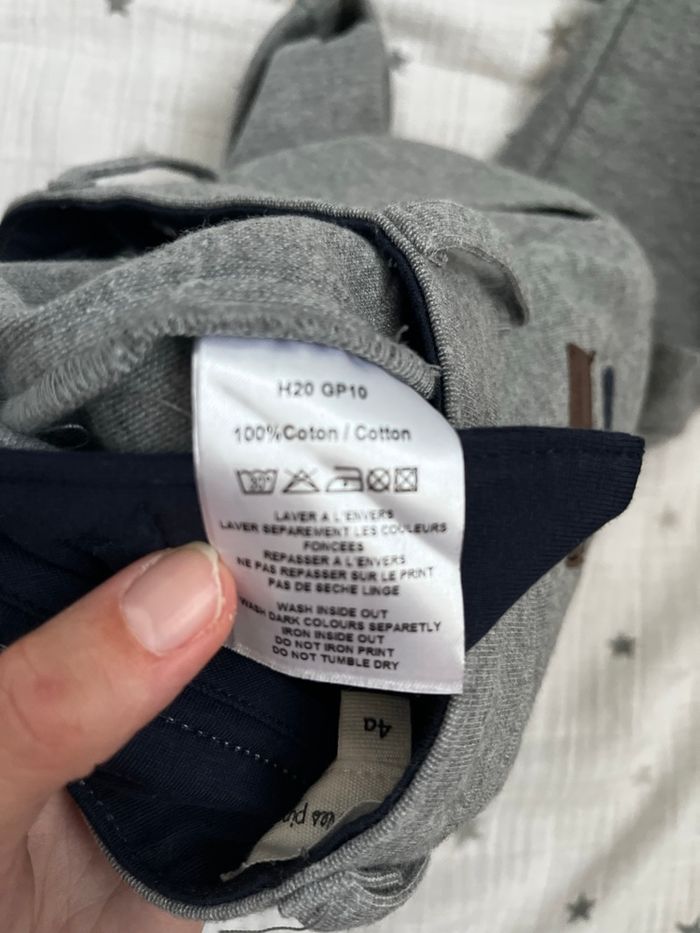 H20 GP10
100%Coton / Cotton
30°
LAVER A L'ENVERS
LAVER SEPAREMENT LES COULEURS
FONCEES
REPASSER A L'ENVERS
NE PAS REPASSER SUR LE PRINT
PAS DE SECHE LINGE
WASH INSIDE OUT
WASH DARK COLOURS SEPARETLY
IRON INSIDE OUT
DO NOT IRON PRINT
DO NOT TUMBLE DRY
4a